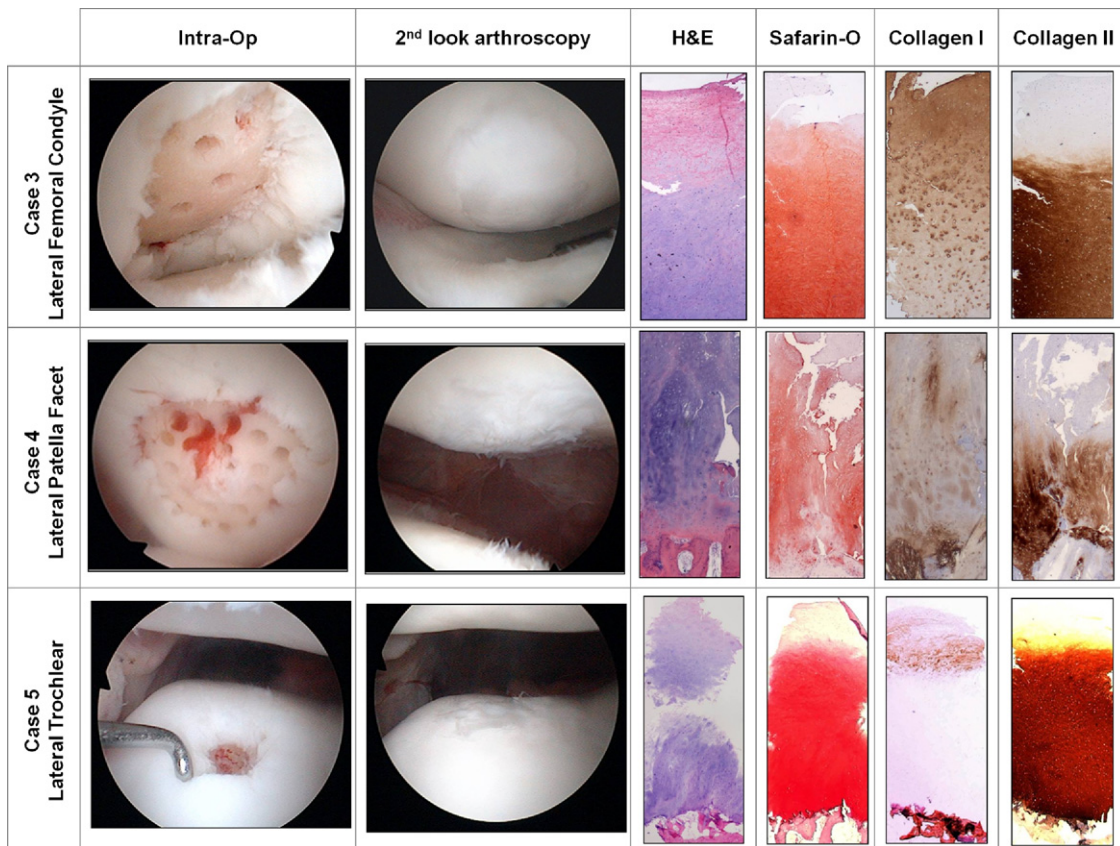 Intra-Op
2nd look arthroscopy
H&E
Safarin-O
Collagen I
Collagen II
Case 3
Lateral Femoral Condyle
Case 4
Lateral Patella Facet
Case 5
Lateral Trochlear